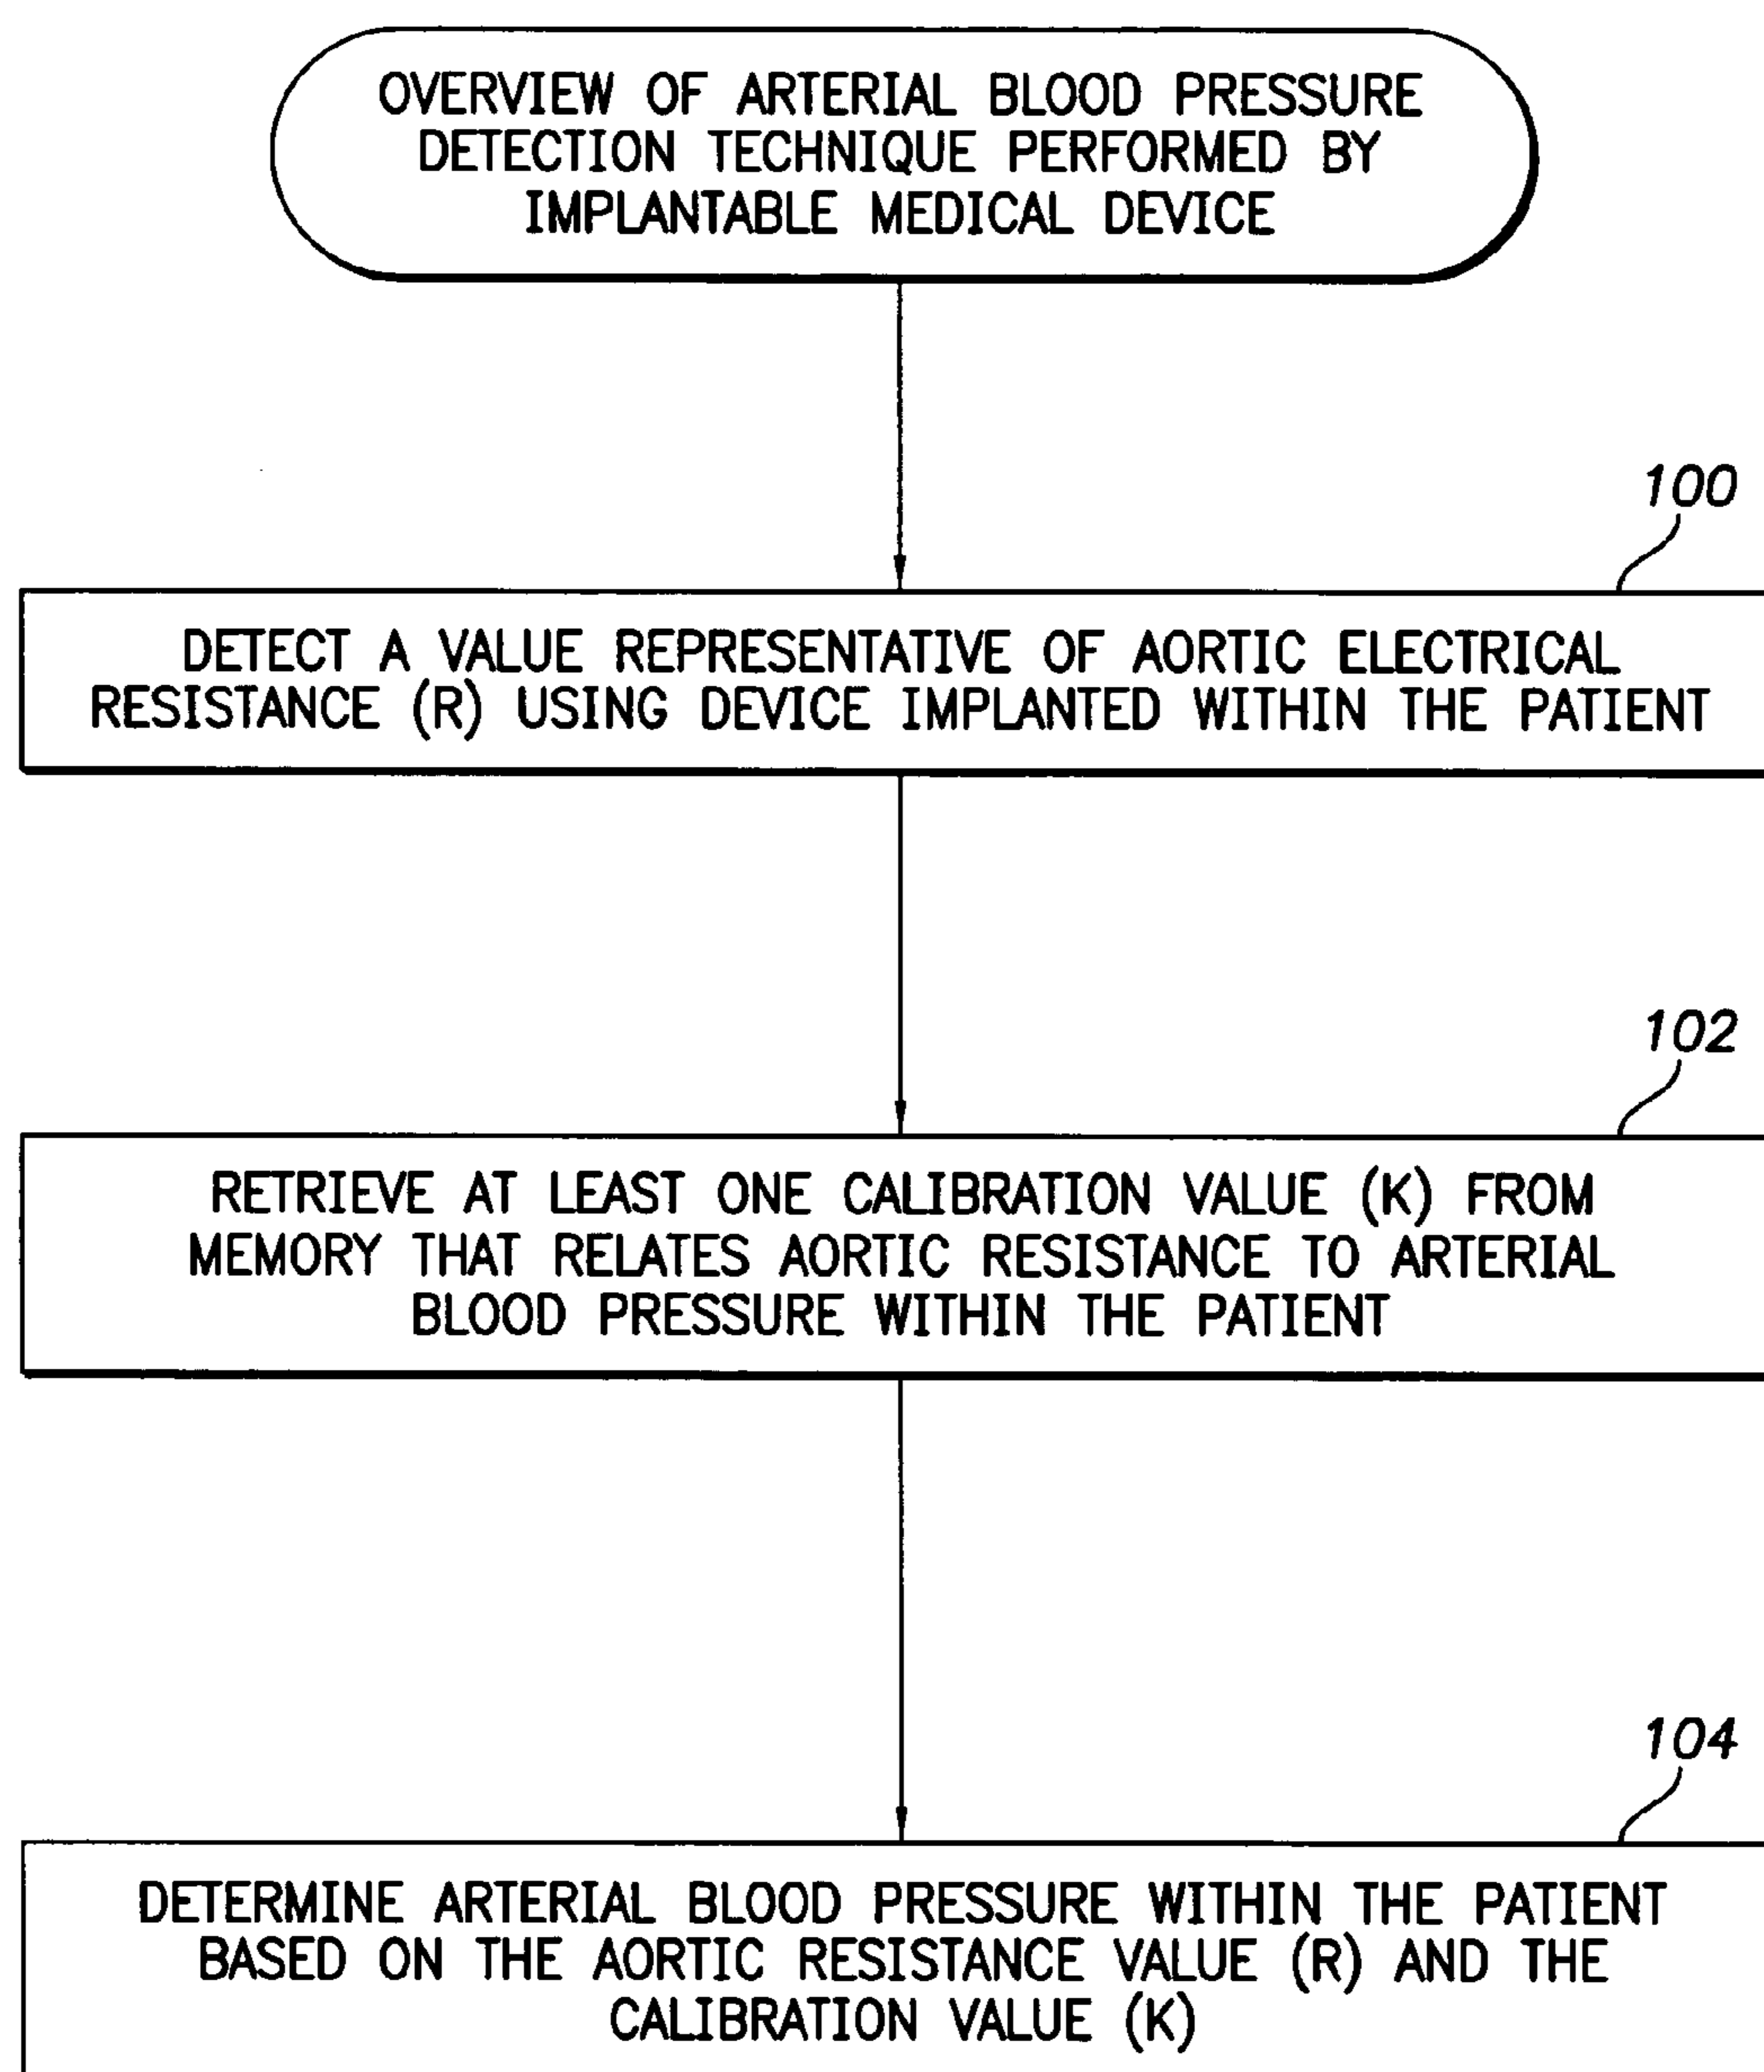 OVERVIEW OF ARTERIAL BLOOD PRESSURE
DETECTION TECHNIQUE PERFORMED BY
IMPLANTABLE MEDICAL DEVICE
100
DETECT A VALUE REPRESENTATIVE OF AORTIC ELECTRICAL
RESISTANCE (R) USING DEVICE IMPLANTED WITHIN THE PATIENT
102
RETRIEVE AT LEAST ONE CALIBRATION VALUE (K) FROM
MEMORY THAT RELATES AORTIC RESISTANCE TO ARTERIAL
BLOOD PRESSURE WITHIN THE PATIENT
104
DETERMINE ARTERIAL BLOOD PRESSURE WITHIN THE PATIENT
BASED ON THE AORTIC RESISTANCE VALUE (R) AND THE
CALIBRATION VALUE (K)